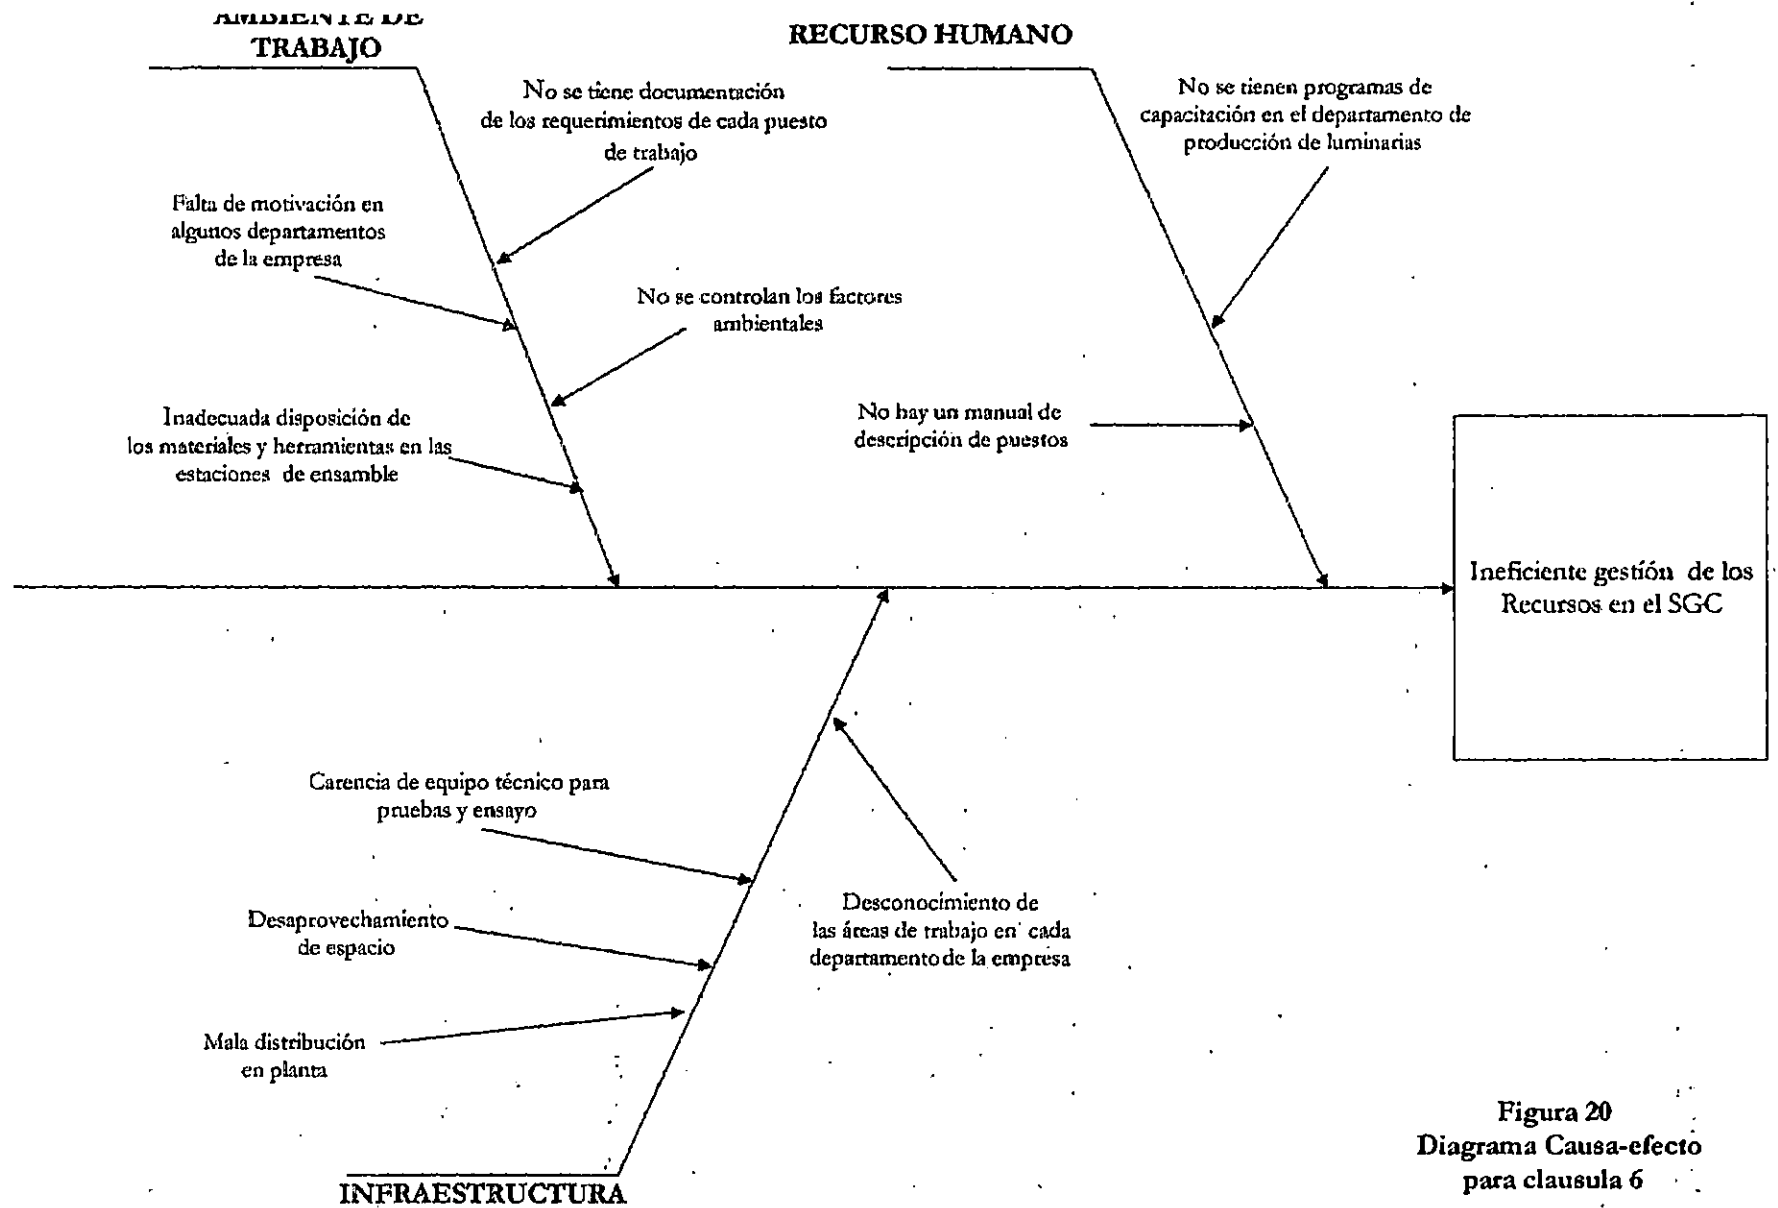 AMBIENTE DE
TRABAJO
RECURSO HUMANO
No se tiene documentación
de los requerimientos de cada puesto
de trabajo
No se tienen programas de
capacitación en el departamento de
producción de luminarias
Falta de motivación en
algunos departamentos
de la empresa
No se controlan los factores
ambientales
Inadecuada disposición de
los materiales y herramientas en las
estaciones de ensamble
No hay un manual de
descripción de puestos
Ineficiente gestión de los
Recursos en el SGC
Carencia de equipo técnico para
pruebas y ensayo
Desaprovechamiento
de espacio
Desconocimiento de
las áreas de trabajo en cada
departamento de la empresa
Mala distribución
en planta
INFRAESTRUCTURA
Figura 20
Diagrama Causa-efecto
para clausula 6